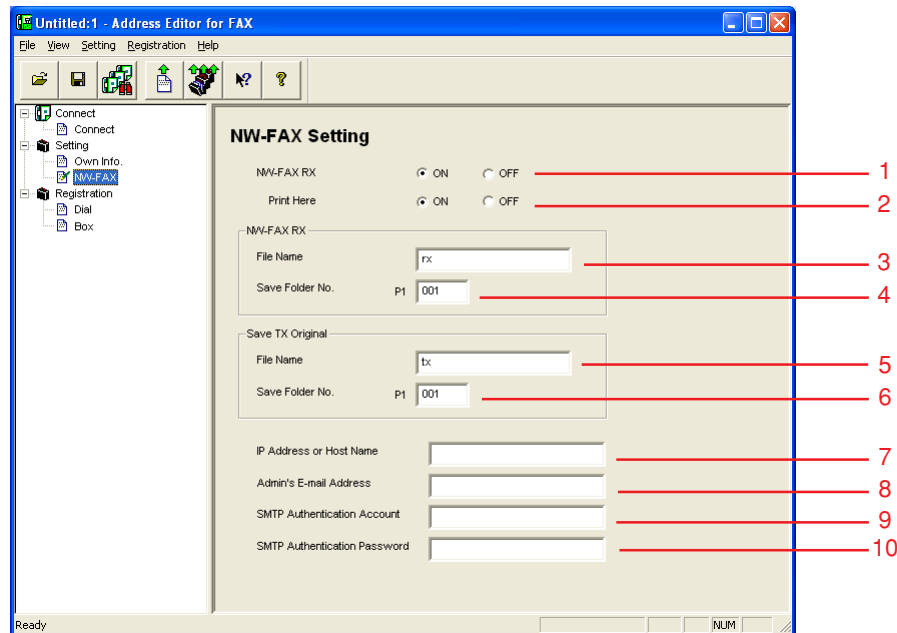 Untitled:1 - Address Editor for FAX
File View Setting Registration Help
Connect
Connect
Setting
Own Info.
NW-FAX
Registration
Dial
Box
NW-FAX Setting
NW-FAX RX ON OFF 1
Print Here ON OFF 2
NW-FAX RX
File Name rx 3
Save Folder No. P1 001 4
Save TX Original
File Name tx 5
Save Folder No. P1 001 6
IP Address or Host Name 7
Admin's E-mail Address 8
SMTP Authentication Account 9
SMTP Authentication Password 10
Ready NUM